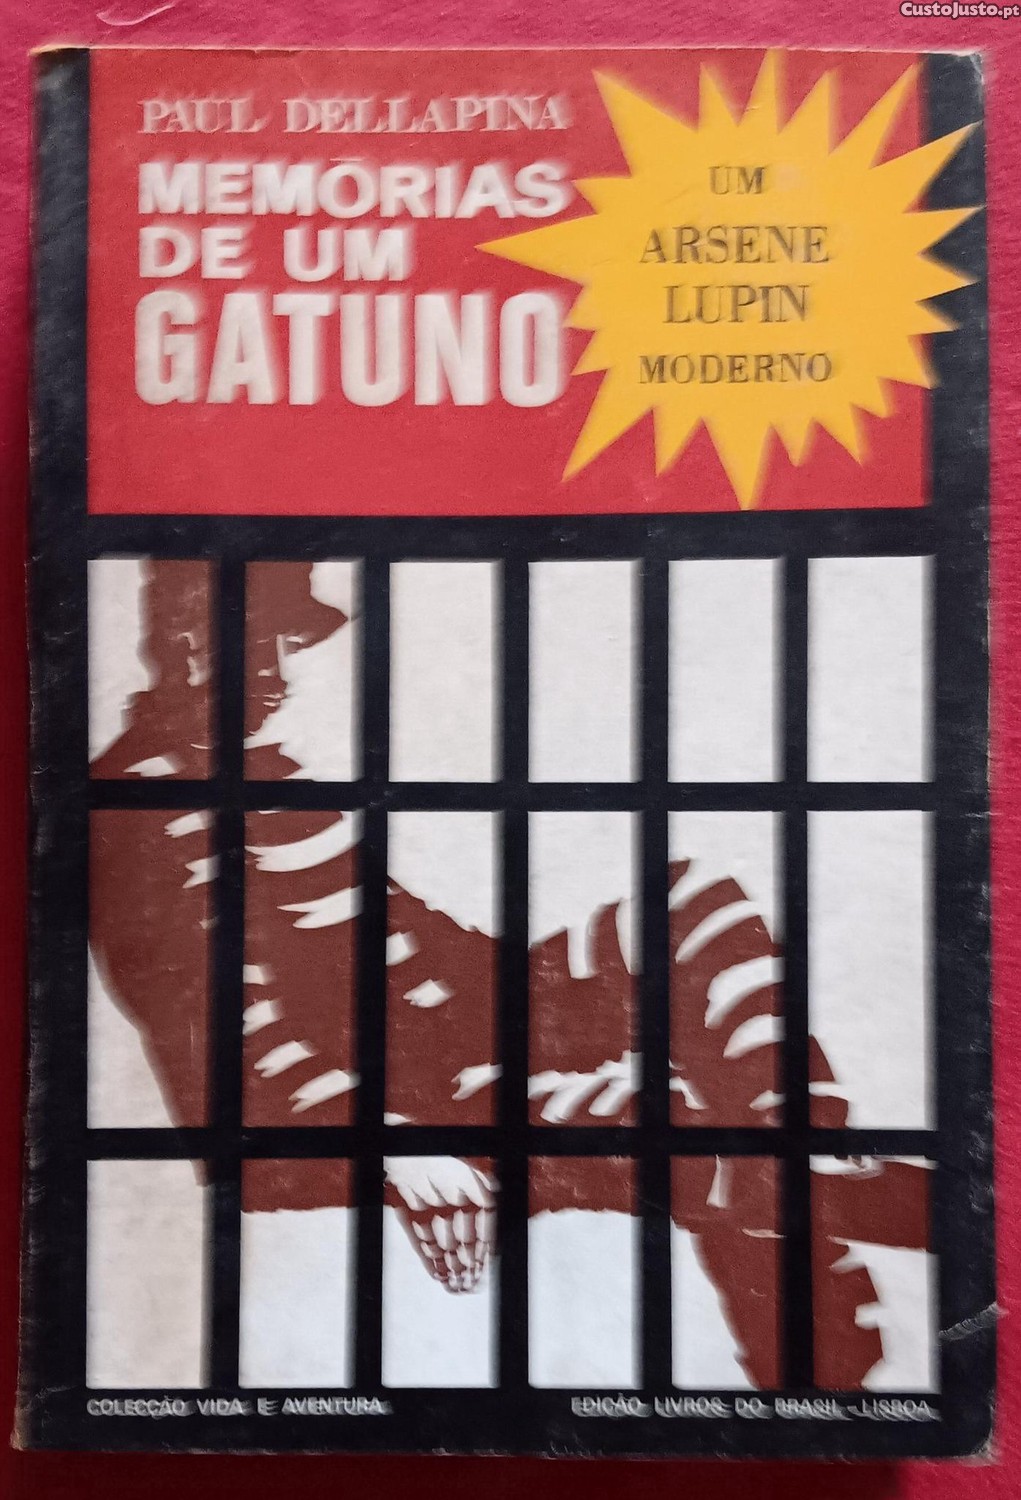 CustoJusto.pt
PAUL DELLAPINA
MEMÓRIAS
DE UM
GATUNO
UM
ARSENE
LUPIN
MODERNO
COLECÇÃO VIDA E AVENTURA
EDIÇÃO LIVROS DO BRASIL - LISBOA